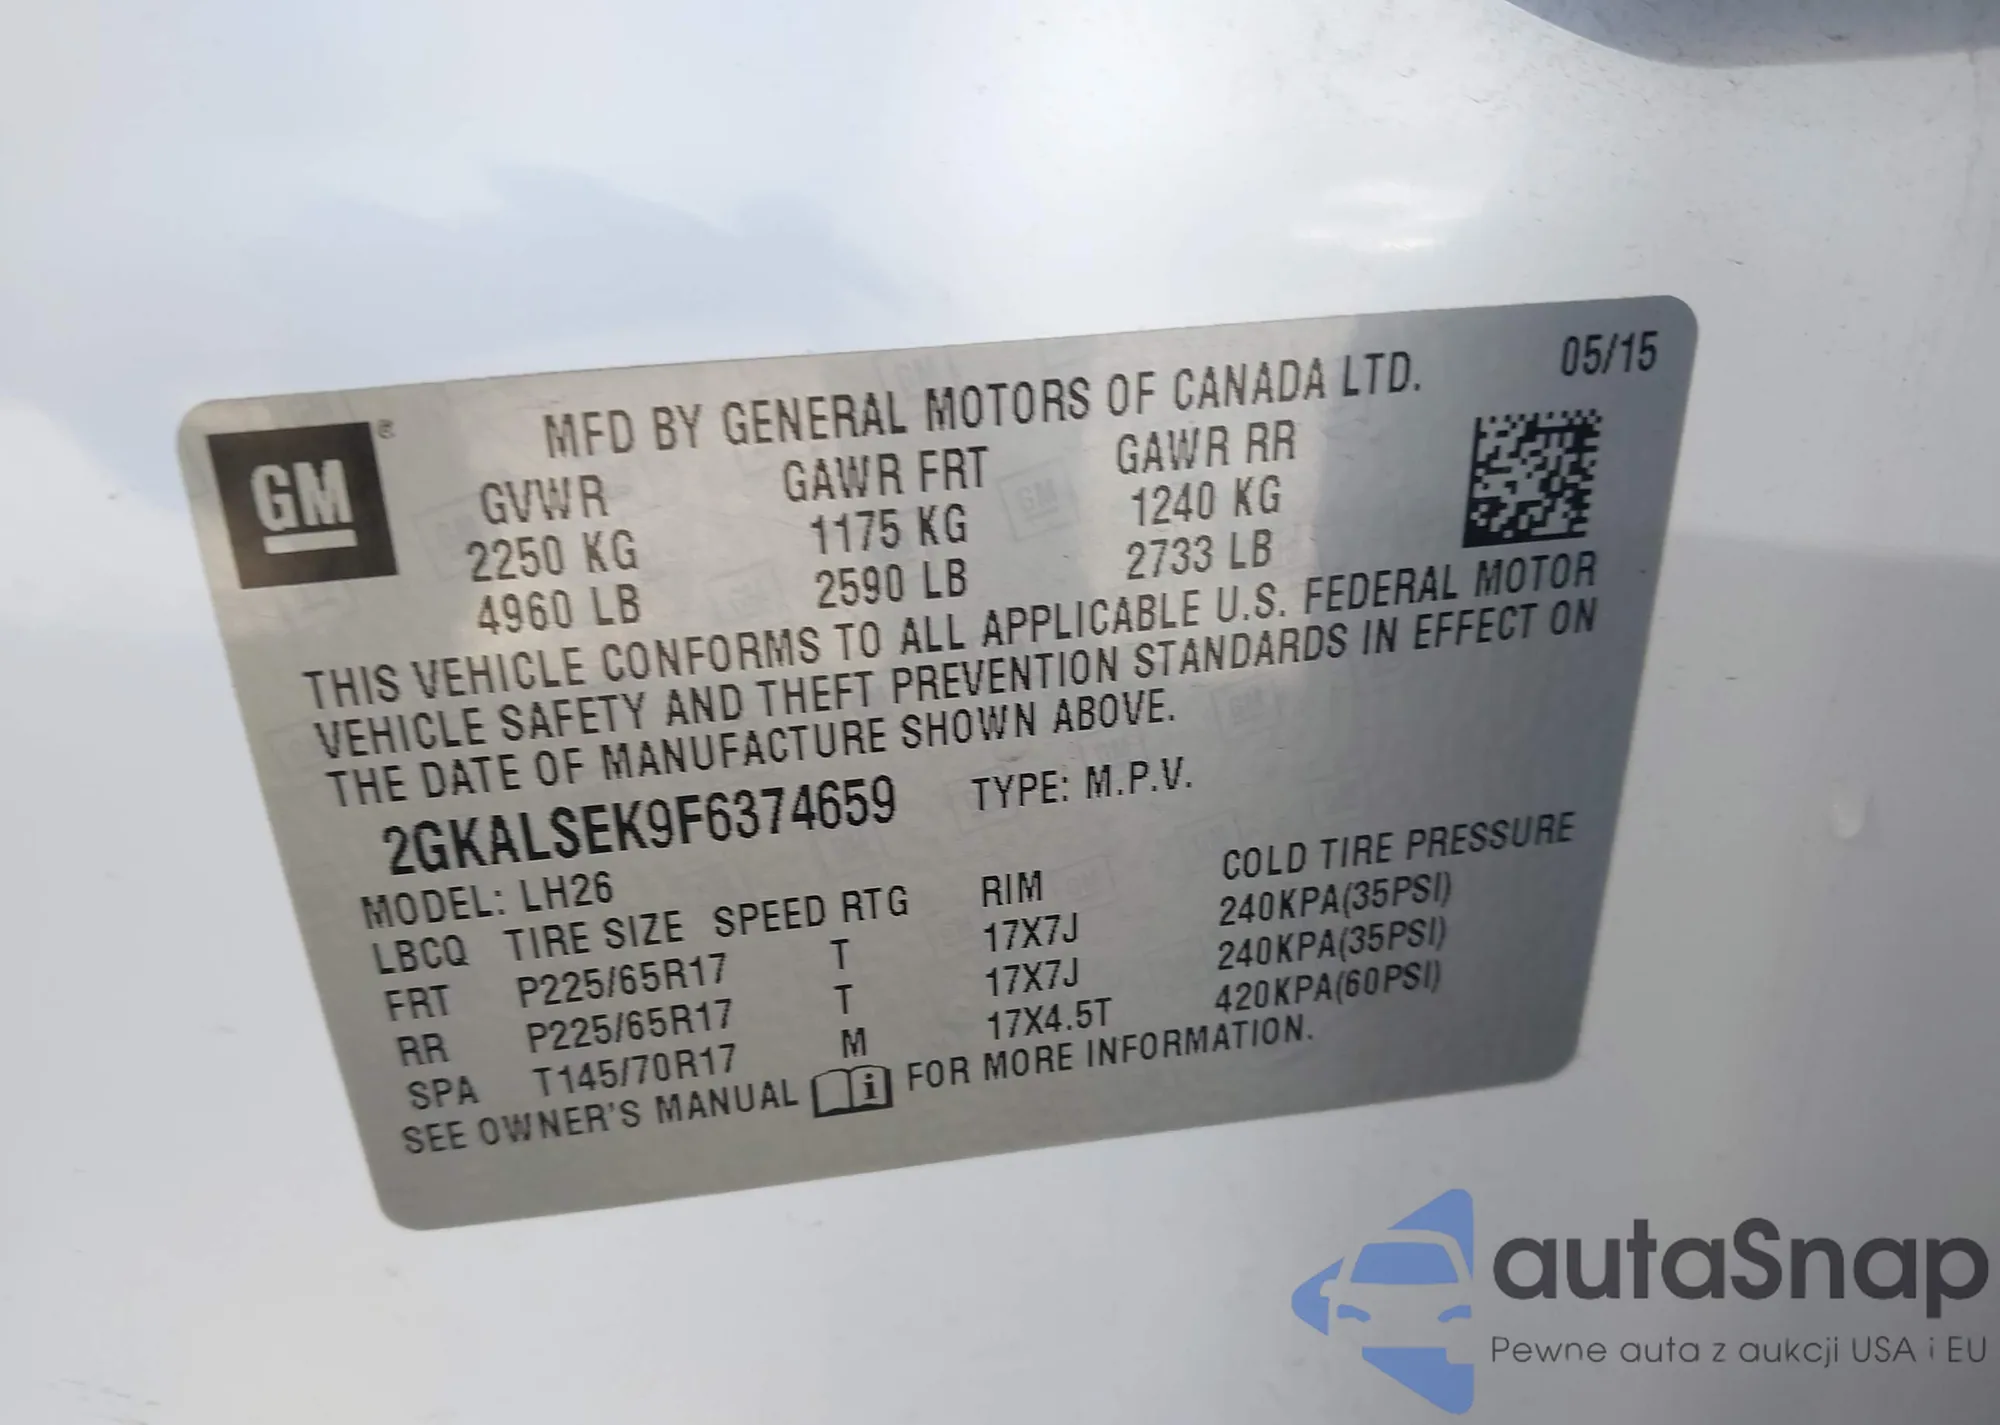 05/15
MFD BY GENERAL MOTORS OF CANADA LTD.
GM
GVWR GAWR FRT GAWR RR
2250 KG 1175 KG 1240 KG
4960 LB 2590 LB 2733 LB
THIS VEHICLE CONFORMS TO ALL APPLICABLE U.S. FEDERAL MOTOR
VEHICLE SAFETY AND THEFT PREVENTION STANDARDS IN EFFECT ON
THE DATE OF MANUFACTURE SHOWN ABOVE.
2GKALSEK9F6374659 TYPE: M.P.V.
MODEL: LH26
LBCQ TIRE SIZE SPEED RTG RIM COLD TIRE PRESSURE
FRT P225/65R17 T 17X7J 240KPA(35PSI)
RR P225/65R17 T 17X7J 240KPA(35PSI)
SPA T145/70R17 M 17X4.5T 420KPA(60PSI)
SEE OWNER'S MANUAL i FOR MORE INFORMATION.
autaSnap
Pewne auta z aukcji USA i EU